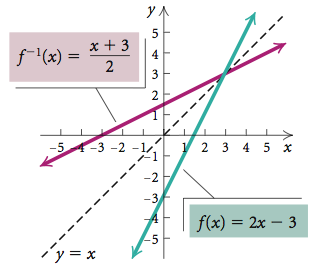 y
5
4
f⁻¹(x) = x + 3 / 2
3
2
1
-5 -4 -3 -2 -1 1 2 3 4 5 x
-1
-2
-3
f(x) = 2x − 3
-4
-5
y = x